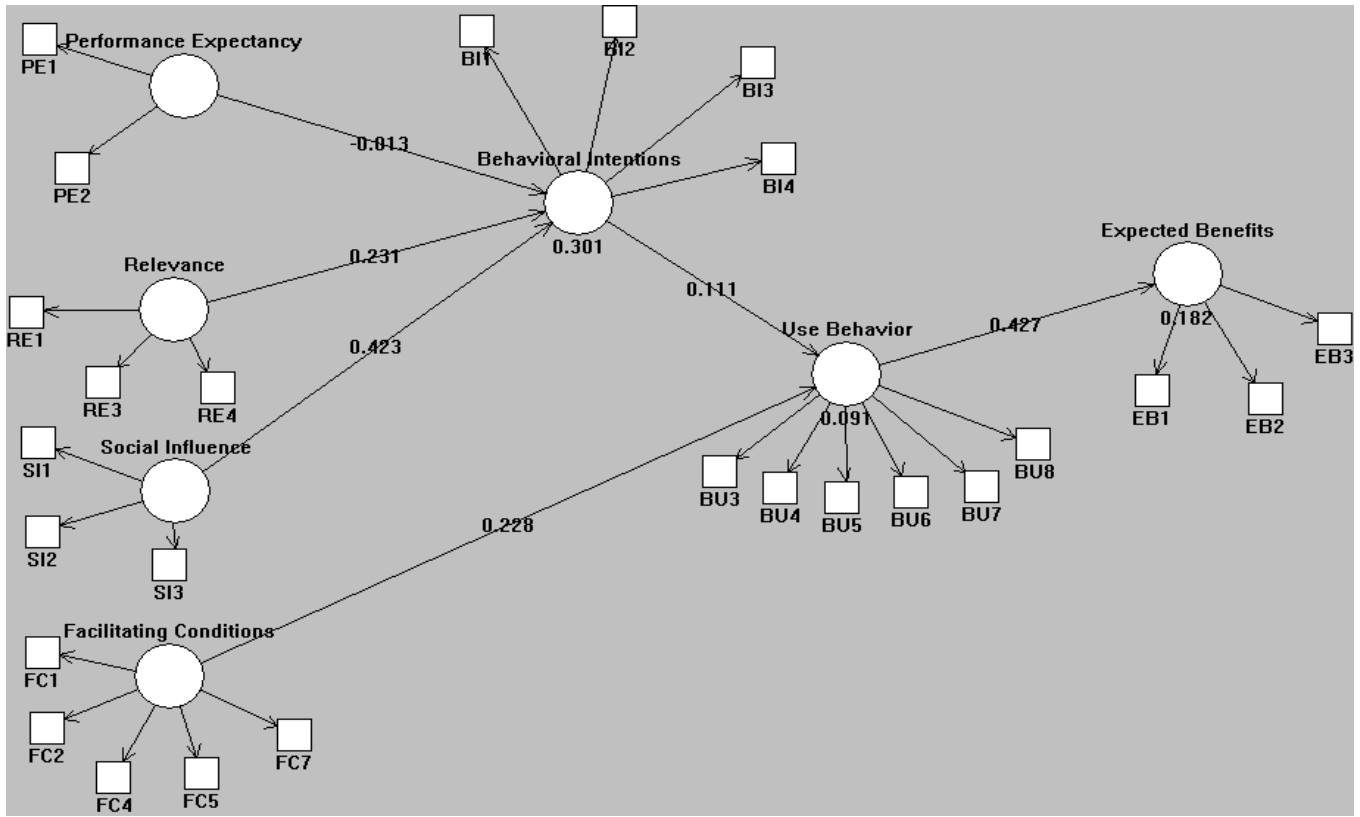 Performance Expectancy
PE1
PE2
-0.013
BI1
BI2
BI3
BI4
Behavioral Intentions
0.301
Relevance
0.231
RE1
RE3
RE4
0.423
Social Influence
SI1
SI2
SI3
0.111
Use Behavior
0.091
0.427
Expected Benefits
0.182
EB1
EB2
EB3
BU3
BU4
BU5
BU6
BU7
BU8
0.228
Facilitating Conditions
FC1
FC2
FC4
FC5
FC7